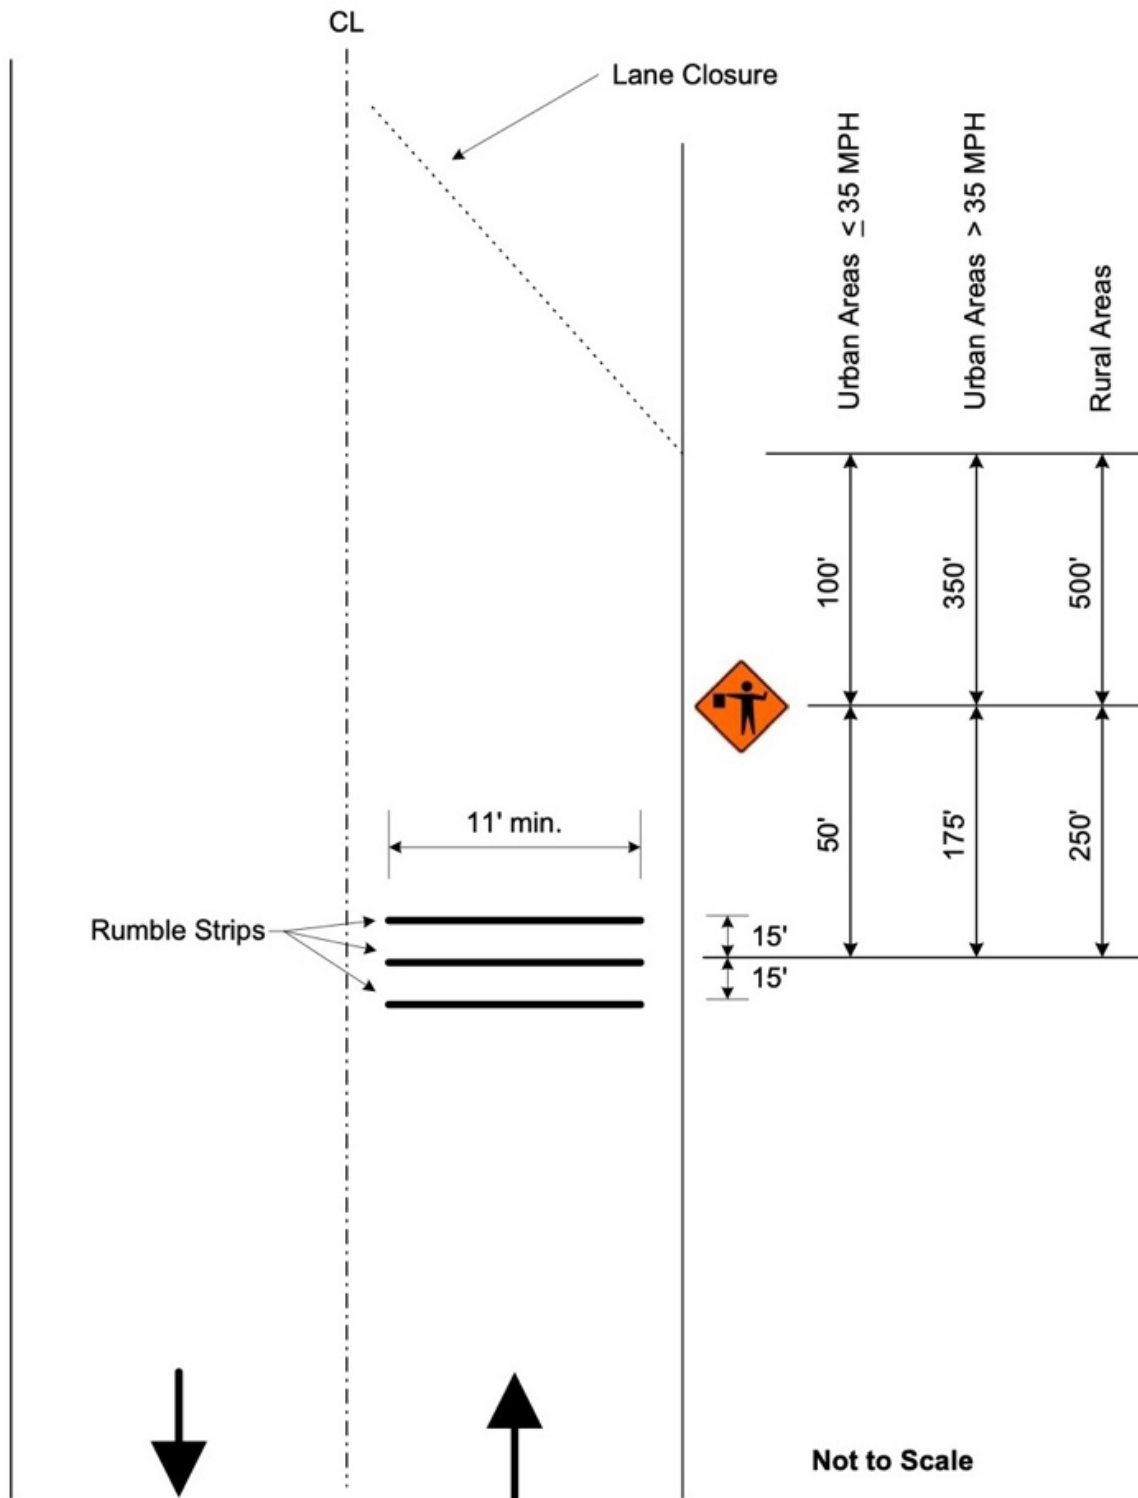 CL
Lane Closure
Urban Areas ≤ 35 MPH
Urban Areas > 35 MPH
Rural Areas
100'
350'
500'
11' min.
50'
175'
250'
Rumble Strips
15'
15'
Not to Scale